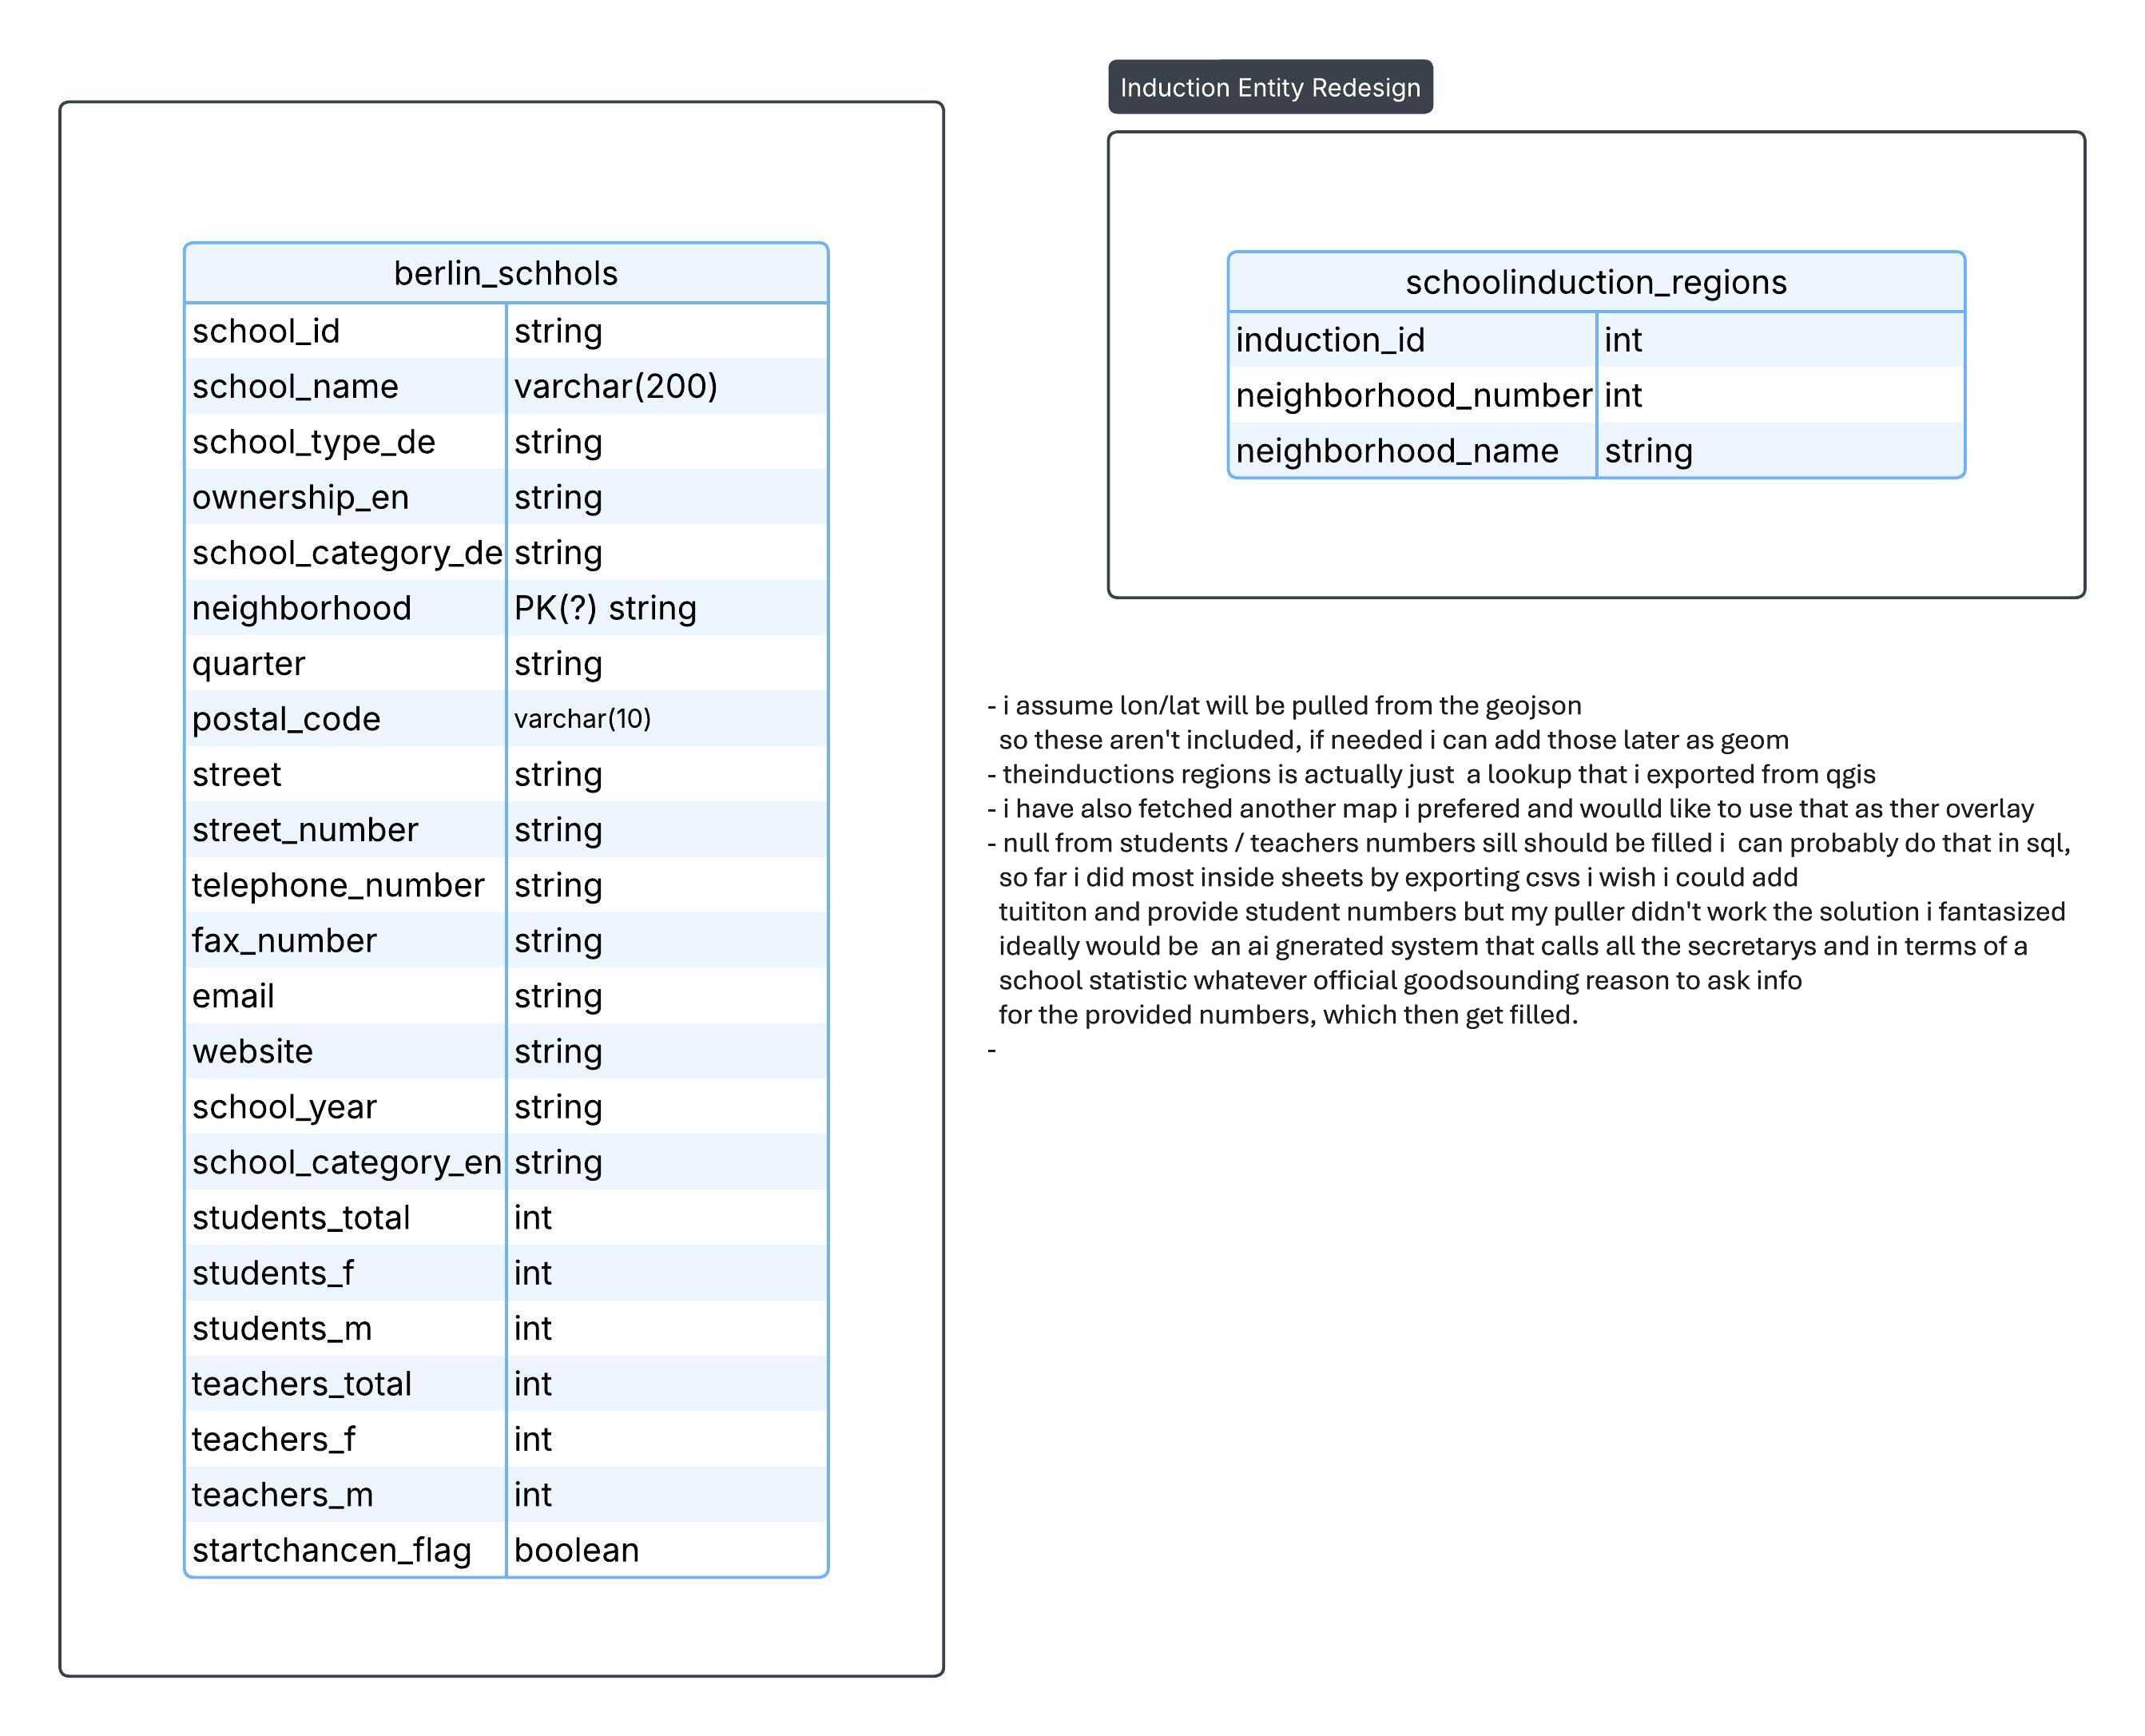 Induction Entity Redesign
berlin_schhols
school_id string
school_name varchar(200)
school_type_de string
ownership_en string
school_category_de string
neighborhood PK(?) string
quarter string
postal_code varchar(10)
street string
street_number string
telephone_number string
fax_number string
email string
website string
school_year string
school_category_en string
students_total int
students_f int
students_m int
teachers_total int
teachers_f int
teachers_m int
startchancen_flag boolean
schoolinduction_regions
induction_id int
neighborhood_number int
neighborhood_name string
- i assume lon/lat will be pulled from the geojson
so these aren't included, if needed i can add those later as geom
- theinductions regions is actually just a lookup that i exported from qgis
- i have also fetched another map i prefered and woulld like to use that as ther overlay
- null from students / teachers numbers sill should be filled i can probably do that in sql,
so far i did most inside sheets by exporting csvs i wish i could add
tuititon and provide student numbers but my puller didn't work the solution i fantasized
ideally would be an ai gnerated system that calls all the secretarys and in terms of a
school statistic whatever official goodsounding reason to ask info
for the provided numbers, which then get filled.
-